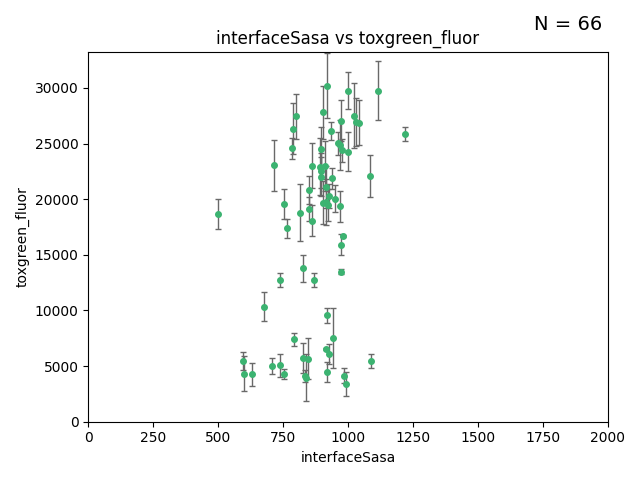 N = 66
interfaceSasa vs toxgreen_fluor
toxgreen_fluor
30000
25000
20000
15000
10000
5000
0
0 250 500 750 1000 1250 1500 1750 2000
interfaceSasa